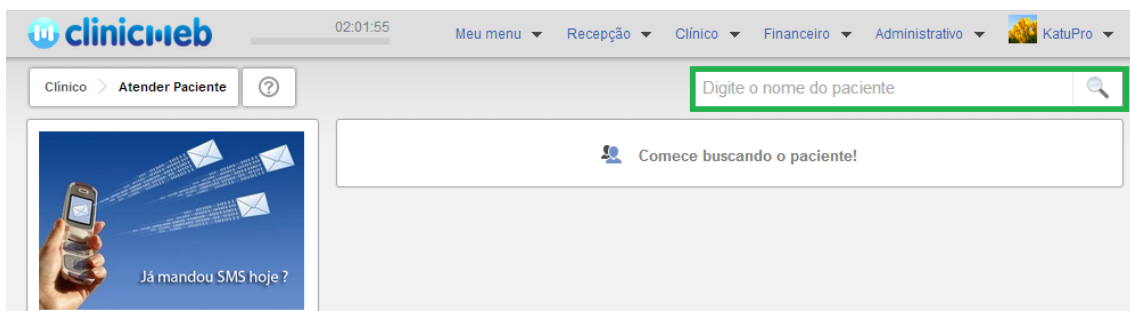 clinicweb
02:01:55
Meu menu Recepção Clínico Financeiro Administrativo KatuPro
Clínico Atender Paciente ?
Digite o nome do paciente
Comece buscando o paciente!
Já mandou SMS hoje ?